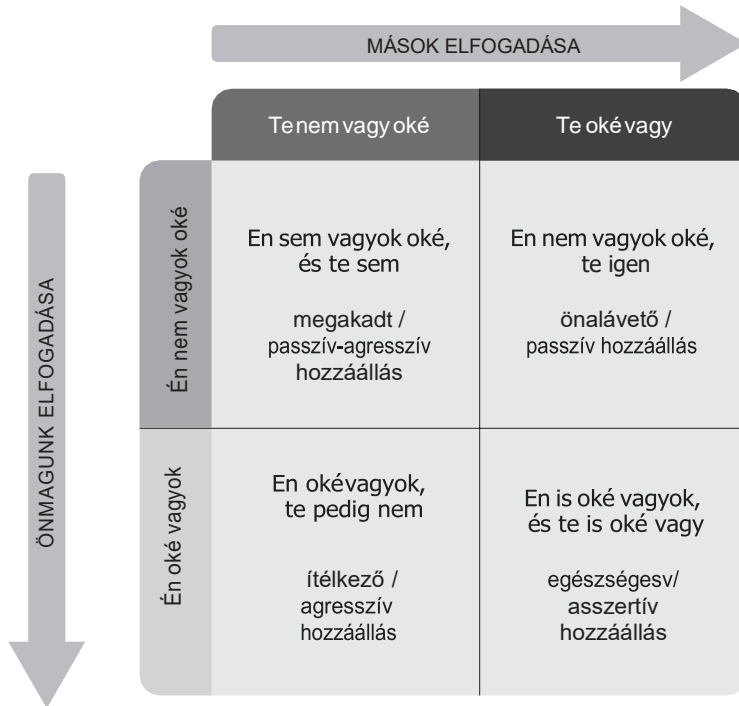 MÁSOK ELFOGADÁSA
Te nem vagy oké
Te oké vagy
ÖNMAGUNK ELFOGADÁSA
Én nem vagyok oké
En sem vagyok oké,
és te sem
megakadt /
passzív-agresszív
hozzáállás
En nem vagyok oké,
te igen
önalávető /
passzív hozzáállás
Én oké vagyok
En oké vagyok,
te pedig nem
ítélkező /
agresszív
hozzáállás
En is oké vagyok,
és te is oké vagy
egészségesv/
asszertív
hozzáállás